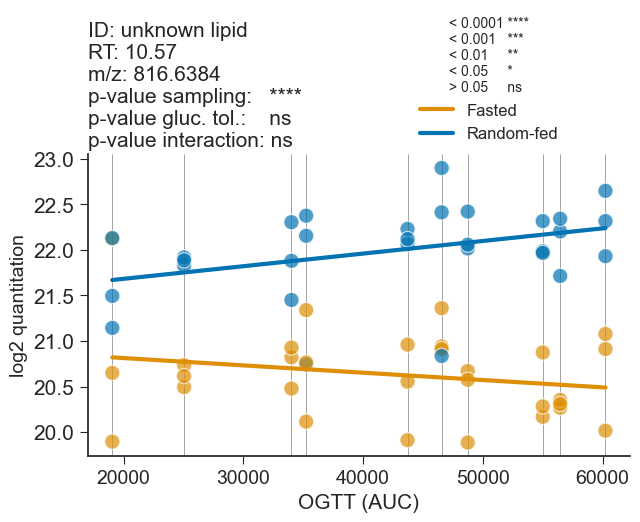 ID: unknown lipid
RT: 10.57
m/z: 816.6384
p-value sampling: ****
p-value gluc. tol.: ns
p-value interaction: ns
< 0.0001 ****
< 0.001 ***
< 0.01 **
< 0.05 *
> 0.05 ns
Fasted
Random-fed
23.0
22.5
22.0
21.5
21.0
20.5
20.0
log2 quantitation
20000 30000 40000 50000 60000
OGTT (AUC)